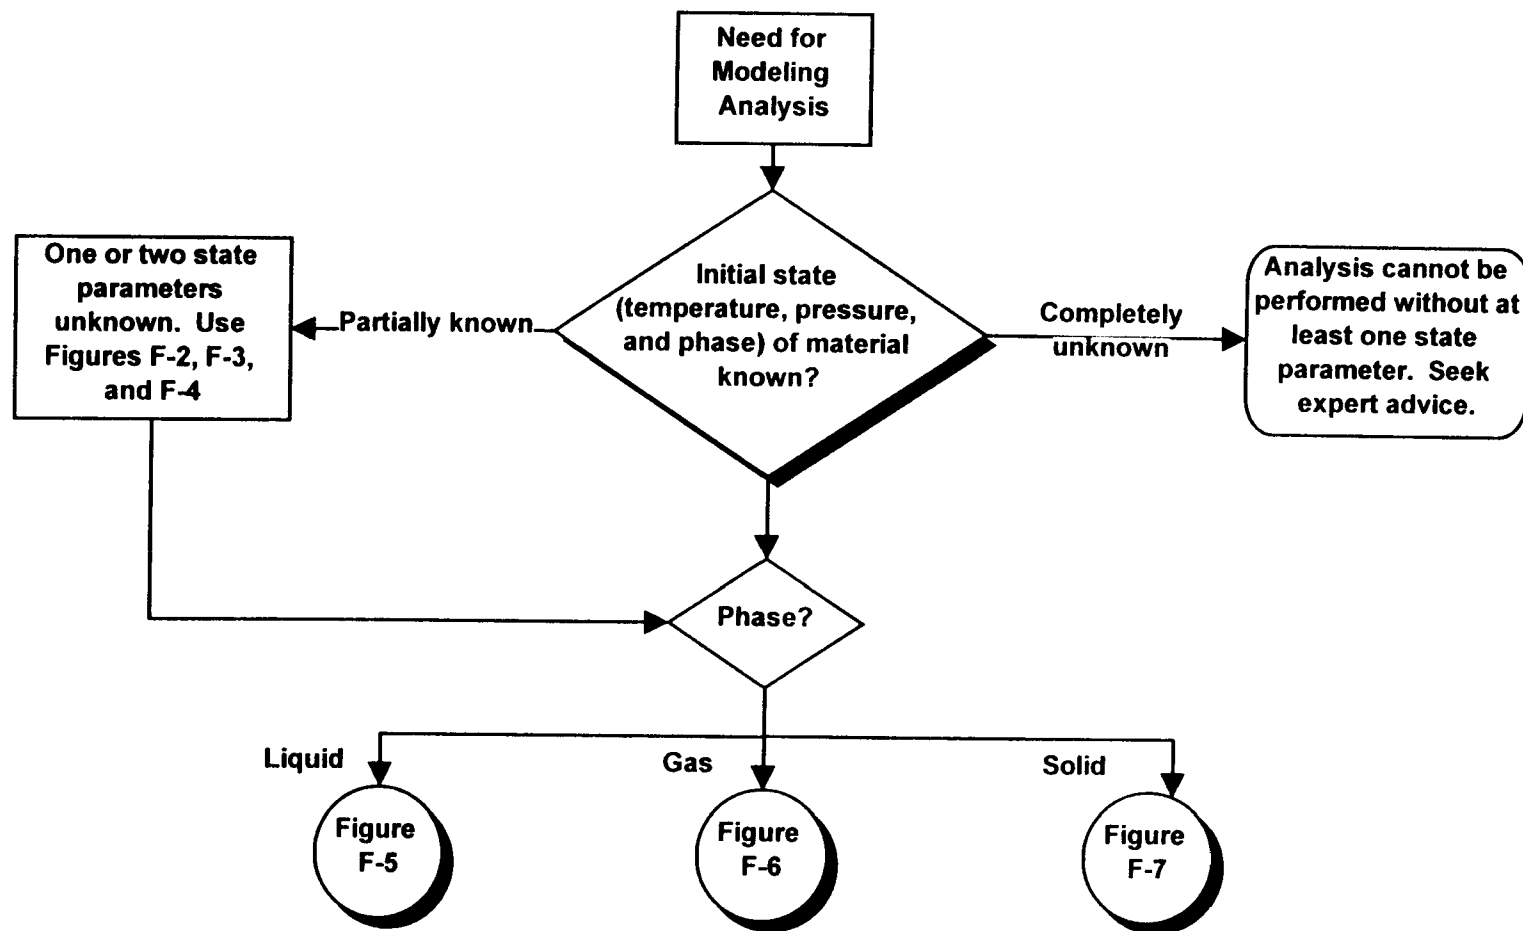 Need for
Modeling
Analysis
One or two state
parameters
unknown. Use
Figures F-2, F-3,
and F-4
Partially known
Initial state
(temperature, pressure,
and phase) of material
known?
Completely
unknown
Analysis cannot be
performed without at
least one state
parameter. Seek
expert advice.
Phase?
Liquid
Gas
Solid
Figure
F-5
Figure
F-6
Figure
F-7